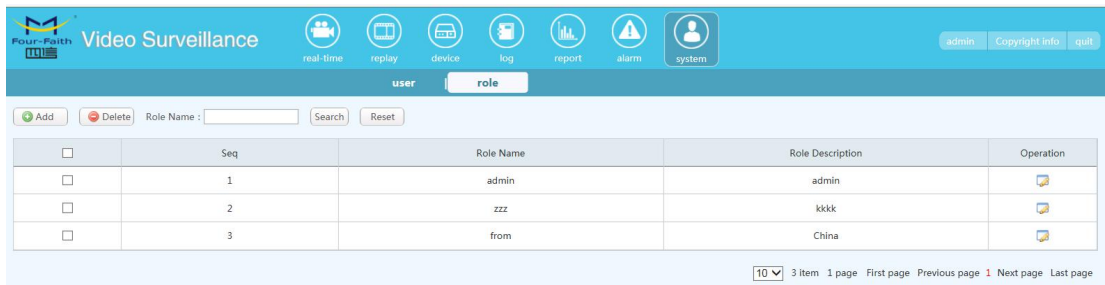 Four-Faith
四信
Video Surveillance
real-time replay device log report alarm system
admin Copyright info quit
user | role
Add Delete Role Name : Search Reset
Seq Role Name Role Description Operation
1 admin admin
2 zzz kkkk
3 from China
10 3 item 1 page First page Previous page 1 Next page Last page